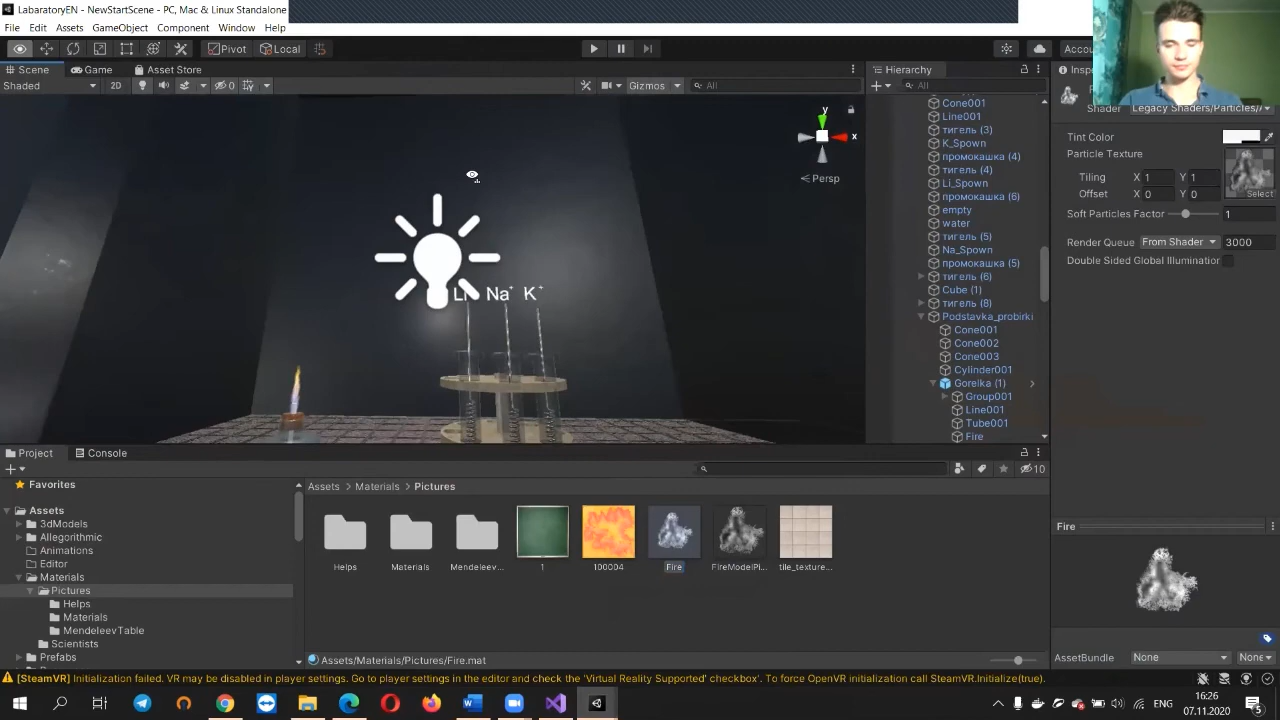 LabaratoryEN - NewStartScene - PC, Mac & Linux Standalone
File Edit Assets GameObject Component Window Help
Pivot Local
Scene Game Asset Store
Shaded 2D 0 Gizmos All
y
x
Persp
Li Na+ K+
Hierarchy
All
Cone001
Line001
тигель (3)
K_Spown
промокашка (4)
тигель (4)
Li_Spown
промокашка (6)
empty
water
тигель (5)
Na_Spown
промокашка (5)
тигель (6)
Cube (1)
тигель (8)
Podstavka_probirki
Cone001
Cone002
Cone003
Cylinder001
Gorelka (1)
Group001
Line001
Tube001
Fire
Shader Legacy Shaders/Particles/
Tint Color
Particle Texture
Tiling X 1 Y 1
Offset X 0 Y 0
Select
Soft Particles Factor 1
Render Queue From Shader 3000
Double Sided Global Illumination
Project Console
10
Favorites
Assets
3dModels
Allegorithmic
Animations
Editor
Materials
Pictures
Helps
Materials
MendeleevTable
Scientists
Prefabs
Assets Materials Pictures
Helps Materials Mendeleev... 1 100004 Fire FireModelPi... tile_texture...
Assets/Materials/Pictures/Fire.mat
Fire
AssetBundle None None
[SteamVR] Initialization failed. VR may be disabled in player settings. Go to player settings in the editor and check the 'Virtual Reality Supported' checkbox'. To force OpenVR initialization call SteamVR.Initialize(true).
ENG 16:26
07.11.2020
5